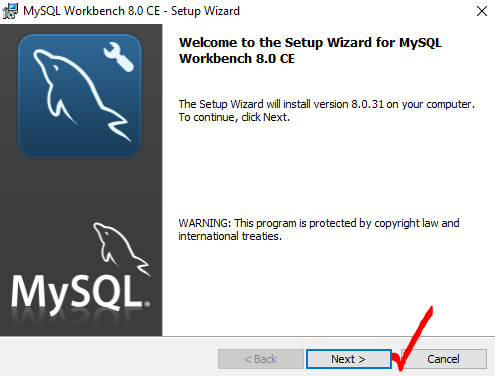 MySQL Workbench 8.0 CE - Setup Wizard
Welcome to the Setup Wizard for MySQL
Workbench 8.0 CE
The Setup Wizard will install version 8.0.31 on your computer.
To continue, click Next.
WARNING: This program is protected by copyright law and
international treaties.
MySQL®
< Back
Next >
Cancel